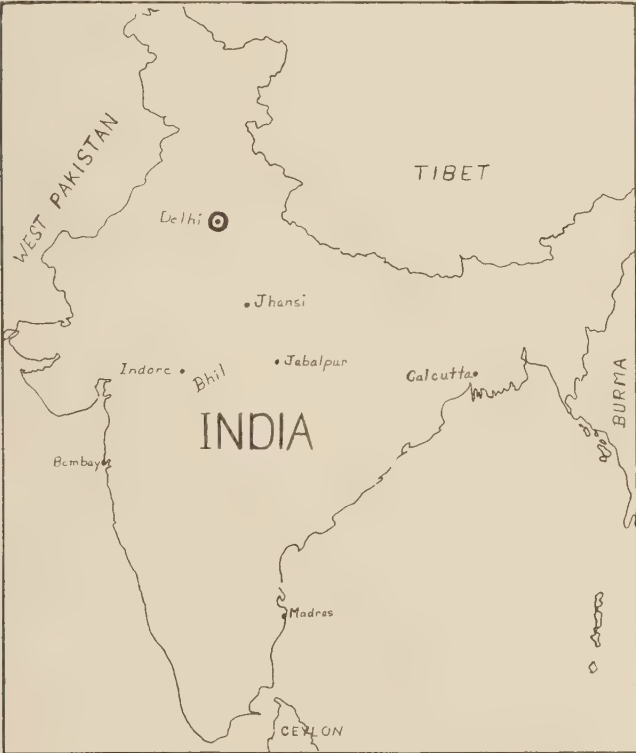 WEST PAKISTAN
TIBET
Delhi
Jhansi
Indore
Bhil
Jabalpur
Calcutta
BURMA
INDIA
Bombay
Madras
CEYLON